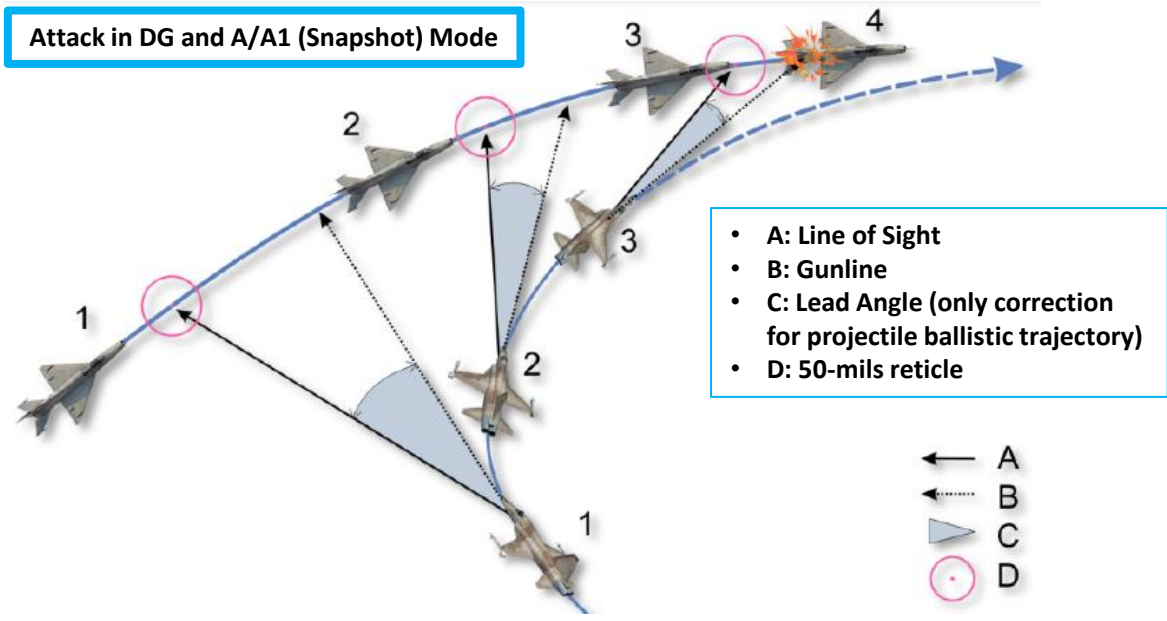 Attack in DG and A/A1 (Snapshot) Mode
4
3
2
1
3
2
1
• A: Line of Sight
• B: Gunline
• C: Lead Angle (only correction
for projectile ballistic trajectory)
• D: 50-mils reticle
A
B
C
D